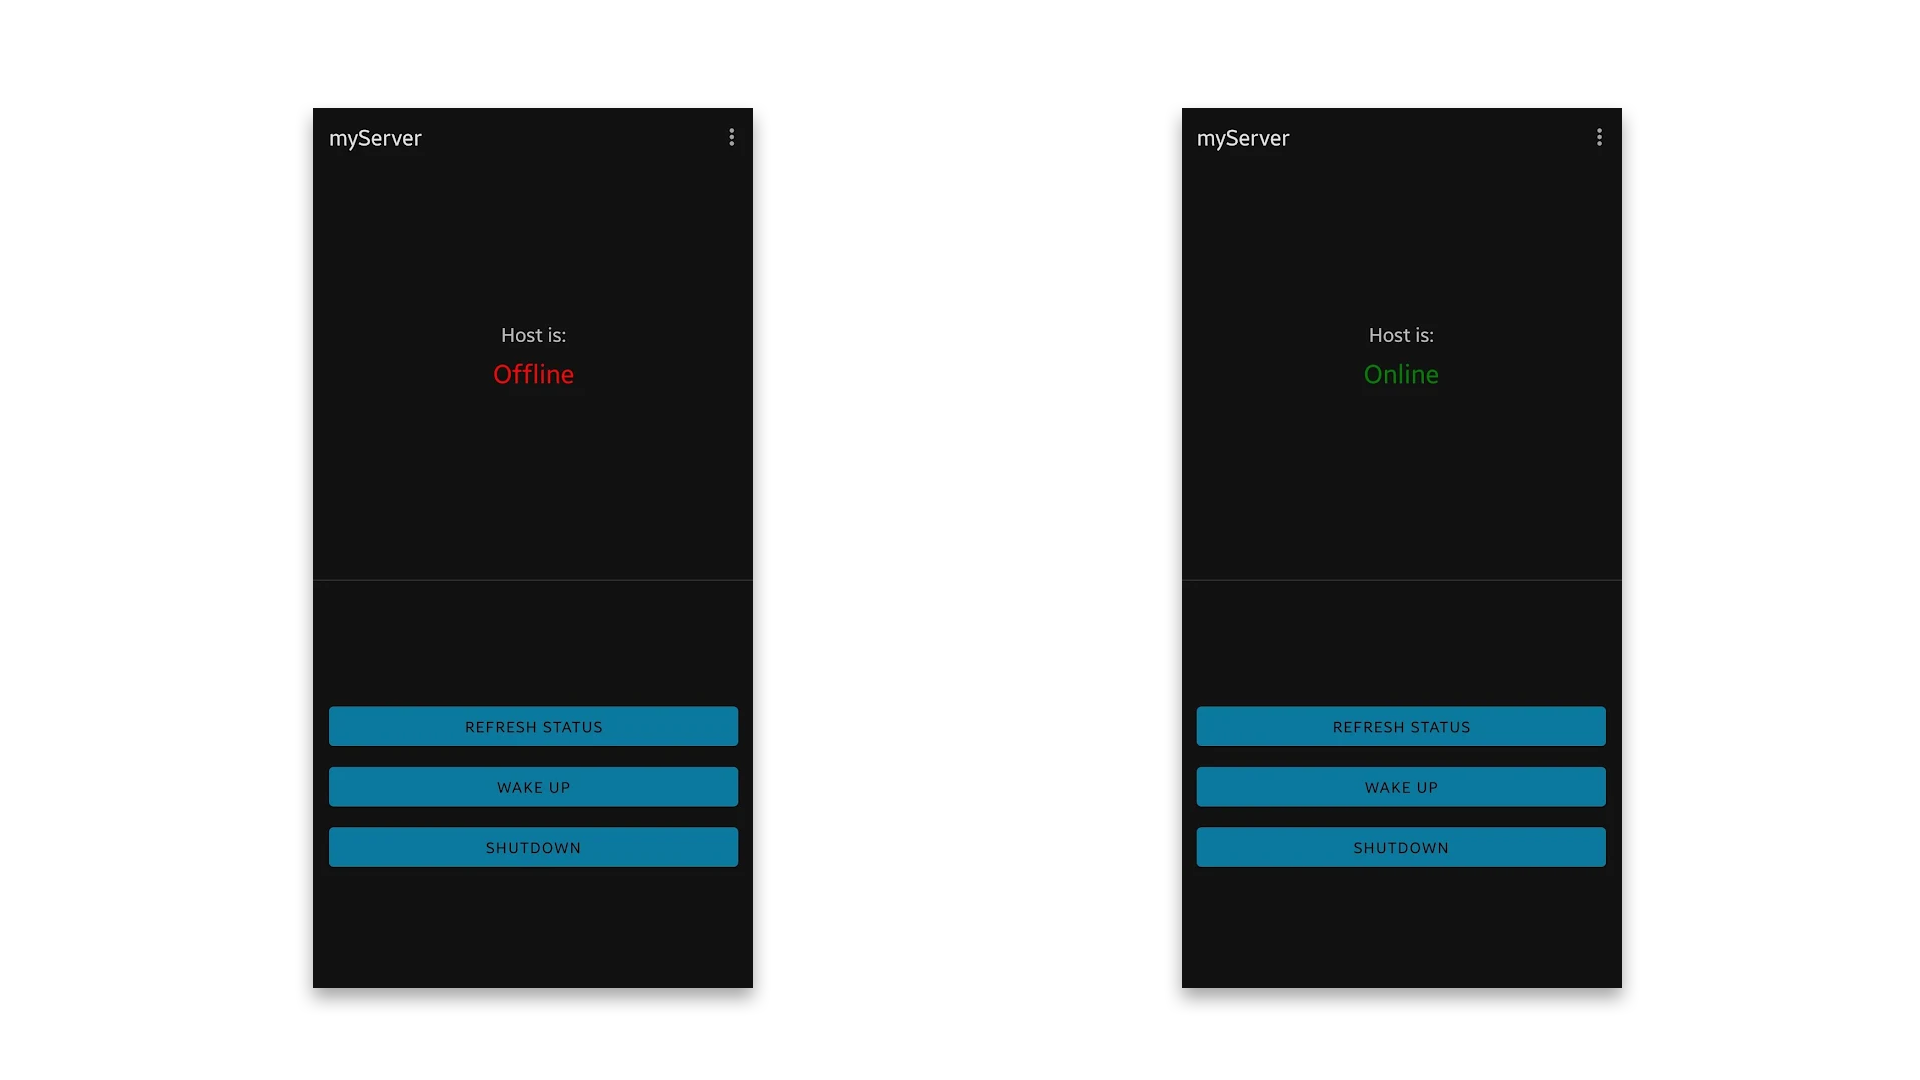 myServer
Host is:
Offline
REFRESH STATUS
WAKE UP
SHUTDOWN
myServer
Host is:
Online
REFRESH STATUS
WAKE UP
SHUTDOWN